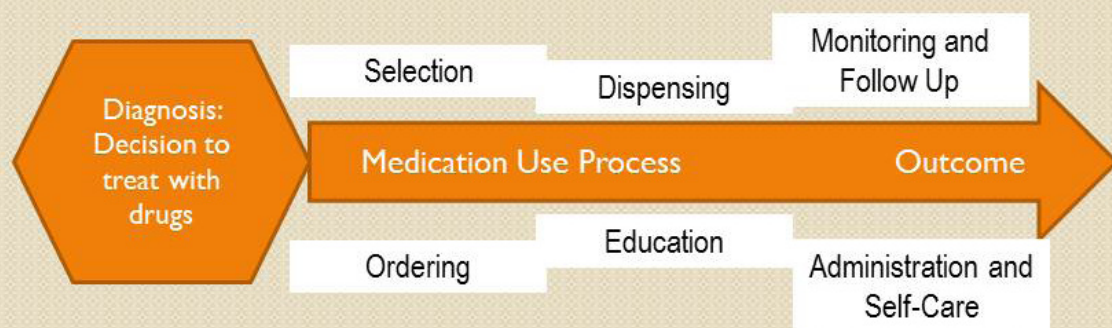 Diagnosis:
Decision to
treat with
drugs
Selection
Dispensing
Monitoring and
Follow Up
Medication Use Process
Outcome
Ordering
Education
Administration and
Self-Care